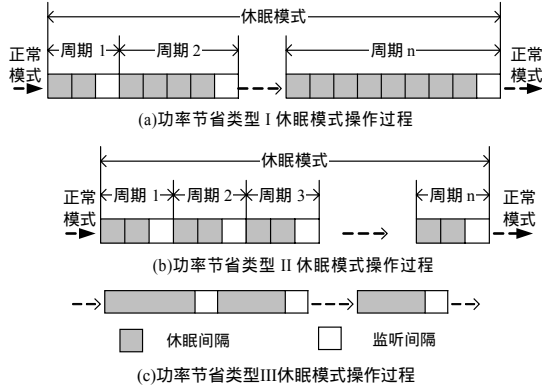 休眠模式
周期 1 周期 2 周期 n
正常
模式
正常
模式
(a)功率节省类型 I 休眠模式操作过程
休眠模式
正常
模式
周期 1 周期 2 周期 3 周期 n
正常
模式
(b)功率节省类型 II 休眠模式操作过程
休眠间隔 监听间隔
(c)功率节省类型III休眠模式操作过程